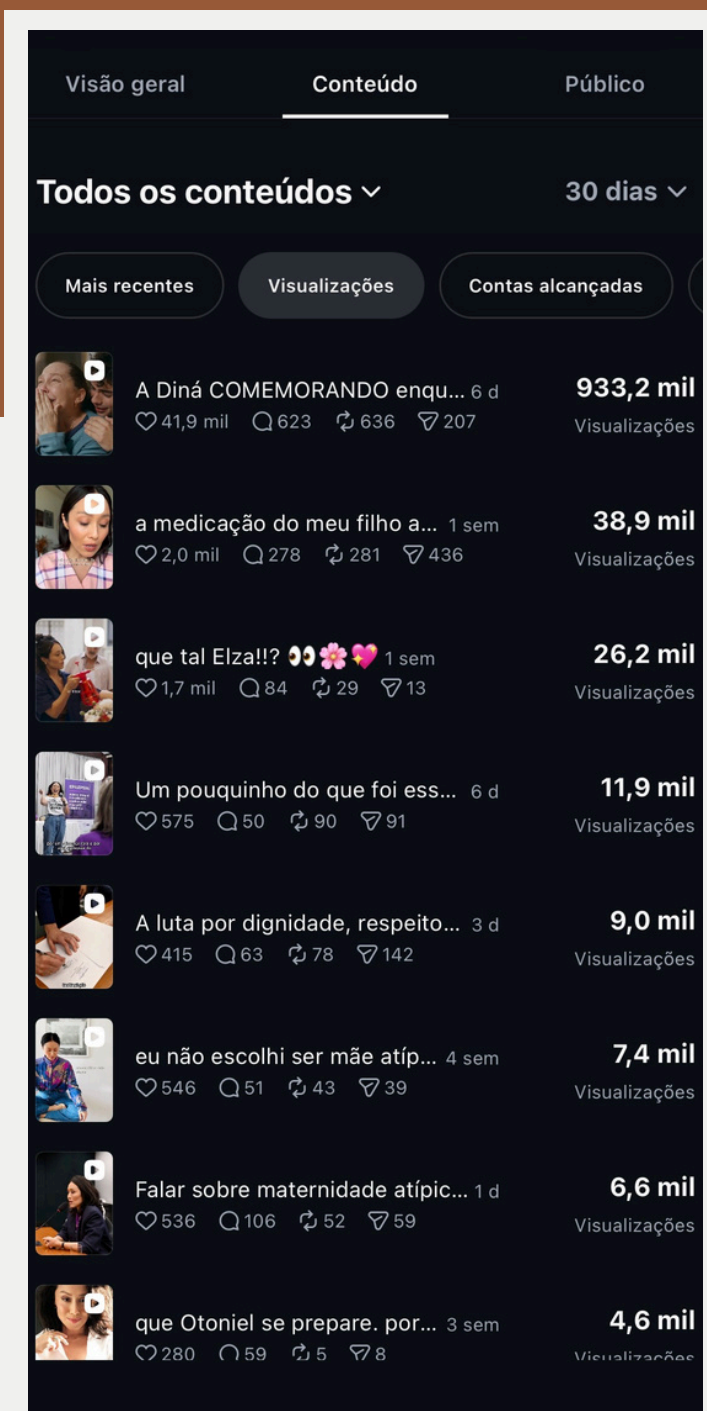 Visão geral Conteúdo Público
Todos os conteúdos 30 dias
Mais recentes Visualizações Contas alcançadas
A Diná COMEMORANDO enqu... 6 d 933,2 mil
41,9 mil 623 636 207 Visualizações
a medicação do meu filho a... 1 sem 38,9 mil
2,0 mil 278 281 436 Visualizações
que tal Elza!!? 👀🌸💖 1 sem 26,2 mil
1,7 mil 84 29 13 Visualizações
Um pouquinho do que foi ess... 6 d 11,9 mil
575 50 90 91 Visualizações
A luta por dignidade, respeito... 3 d 9,0 mil
415 63 78 142 Visualizações
eu não escolhi ser mãe atíp... 4 sem 7,4 mil
546 51 43 39 Visualizações
Falar sobre maternidade atípic... 1 d 6,6 mil
536 106 52 59 Visualizações
que Otoniel se prepare. por... 3 sem 4,6 mil
280 59 5 8 Visualizações